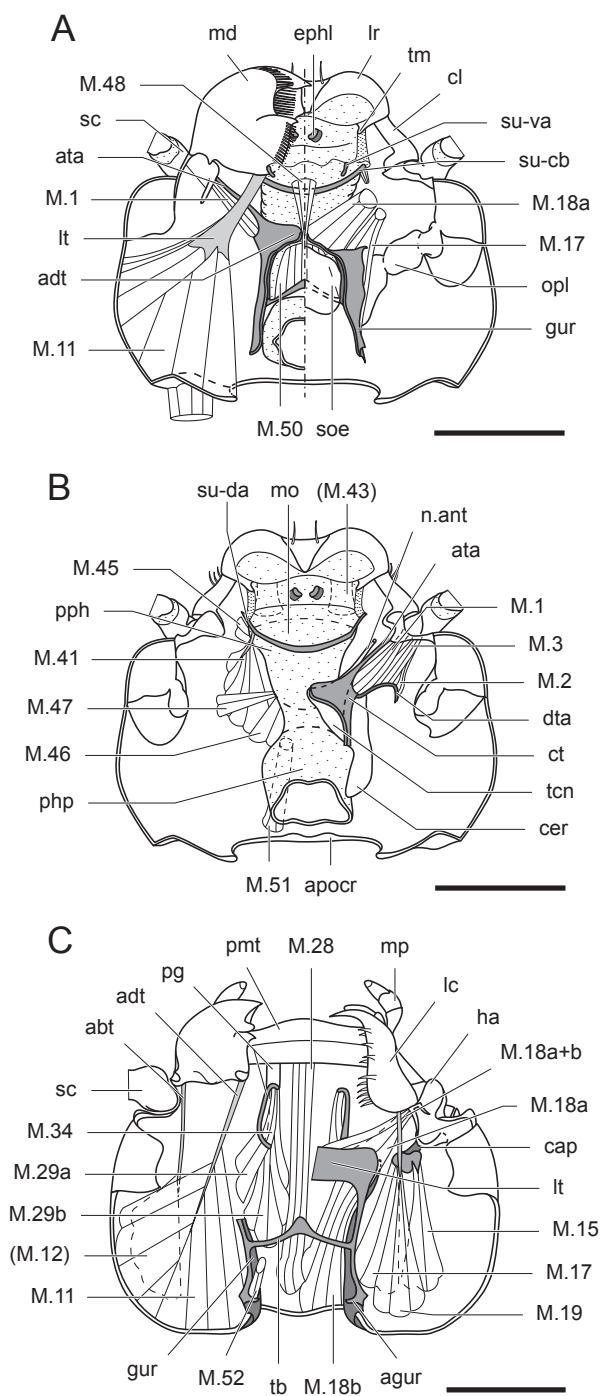 A
md ephl lr
tm
M.48
cl
sc
su-va
ata
su-cb
M.1
M.18a
lt
M.17
adt
opl
gur
M.11
M.50 soe
B
su-da mo (M.43)
n.ant
M.45
ata
pph
M.1
M.41
M.3
M.47
M.2
M.46
dta
php
ct
tcn
cer
M.51 apocr
C
pmt M.28 mp
pg
lc
adt
ha
abt
M.18a+b
sc
M.18a
M.34
cap
M.29a
lt
M.29b
M.15
(M.12)
M.17
M.11
M.19
gur
M.52 tb M.18b agur